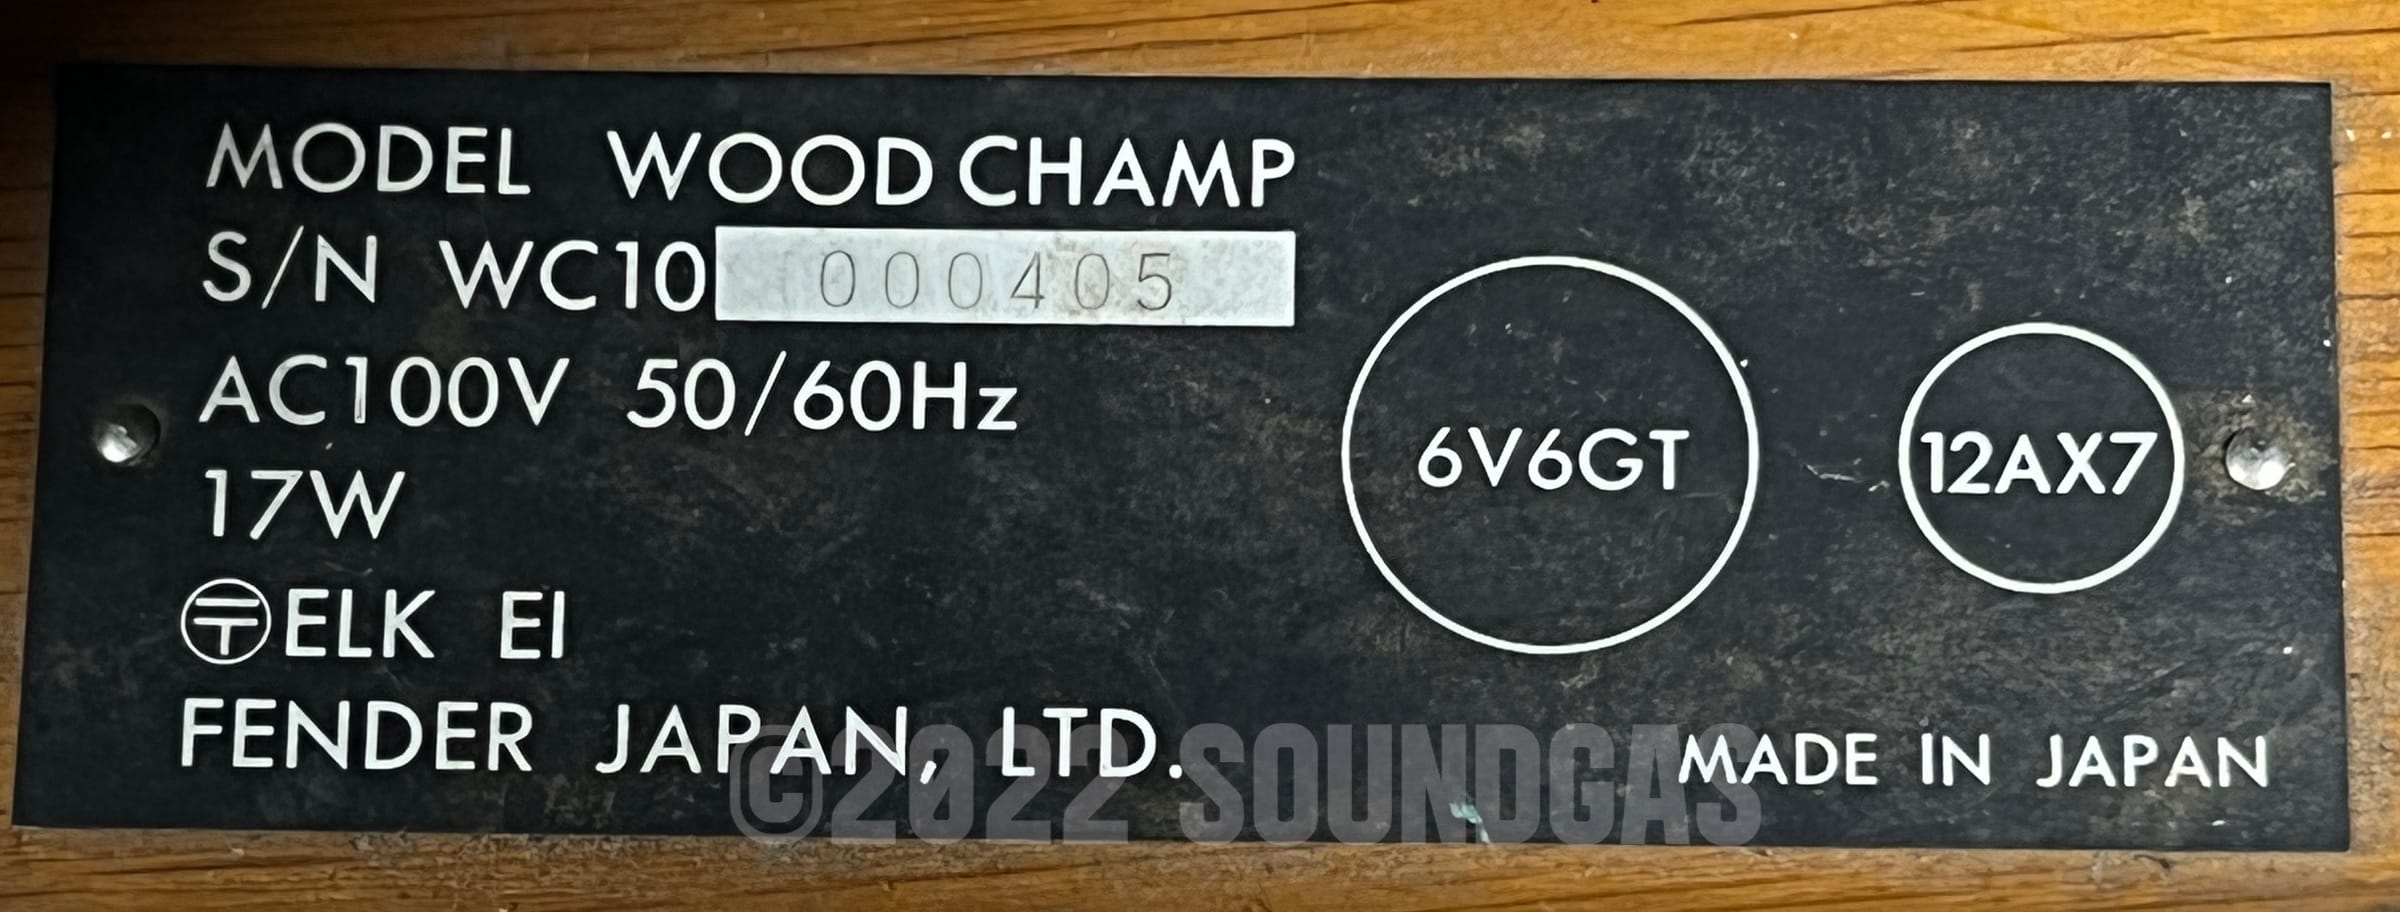 MODEL WOOD CHAMP
S/N WC10 000405
AC100V 50/60Hz
17W
6V6GT
12AX7
〒ELK EI
FENDER JAPAN, LTD.
MADE IN JAPAN
©2022 SOUNDGAS